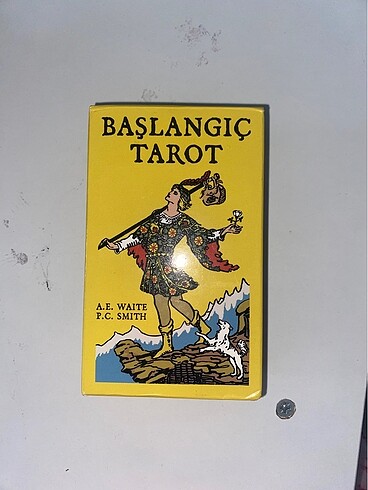 BAŞLANGIÇ
TAROT
A.E. WAITE
P.C. SMITH